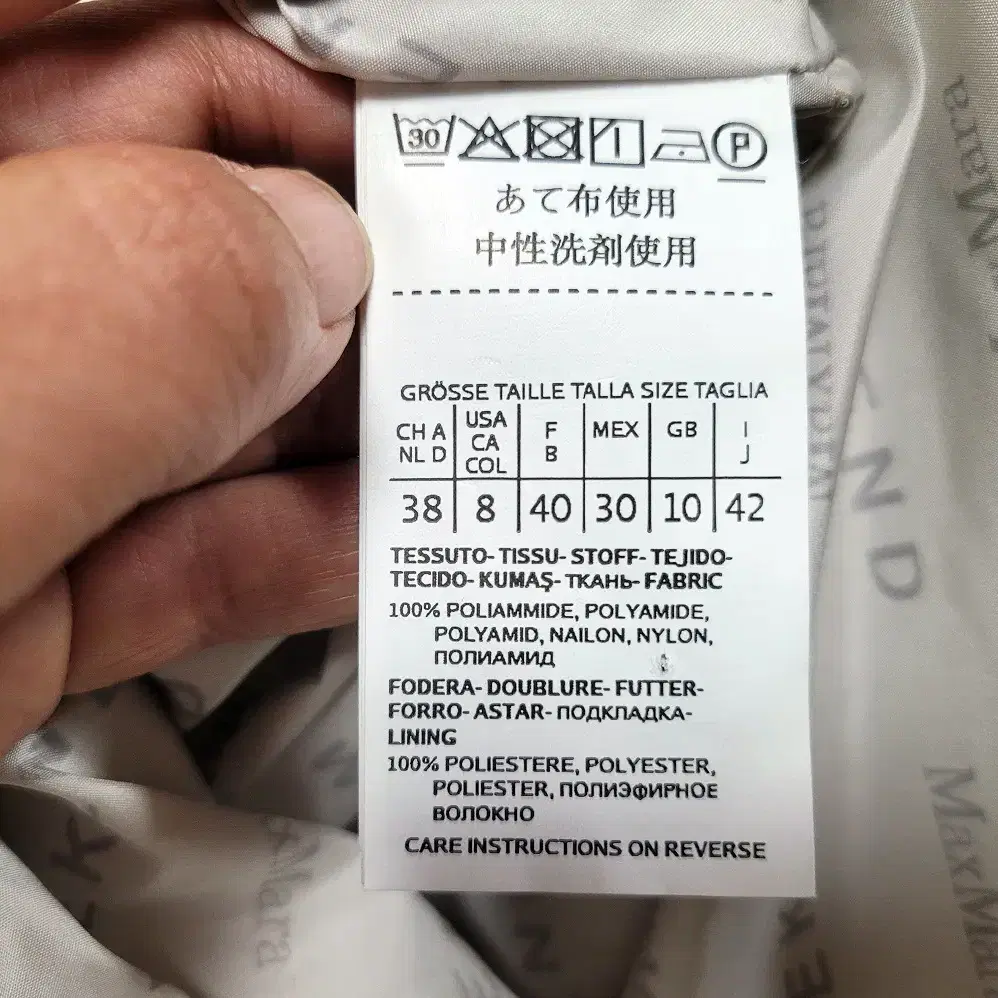 30 P
あて布使用
中性洗剤使用
GRÖSSE TAILLE TALLA SIZE TAGLIA
CH A NL D USA CA COL F B MEX GB I J
38 8 40 30 10 42
TESSUTO- TISSU- STOFF- TEJIDO-
TECIDO- KUMAŞ- ТКАНЬ- FABRIC
100% POLIAMMIDE, POLYAMIDE,
POLYAMID, NAILON, NYLON,
ПОЛИАМИД
FODERA- DOUBLURE- FUTTER-
FORRO- ASTAR- ПОДКЛАДКА-
LINING
100% POLIESTERE, POLYESTER,
POLIESTER, ПОЛИЭФИРНОЕ
ВОЛОКНО
CARE INSTRUCTIONS ON REVERSE
MaxMara